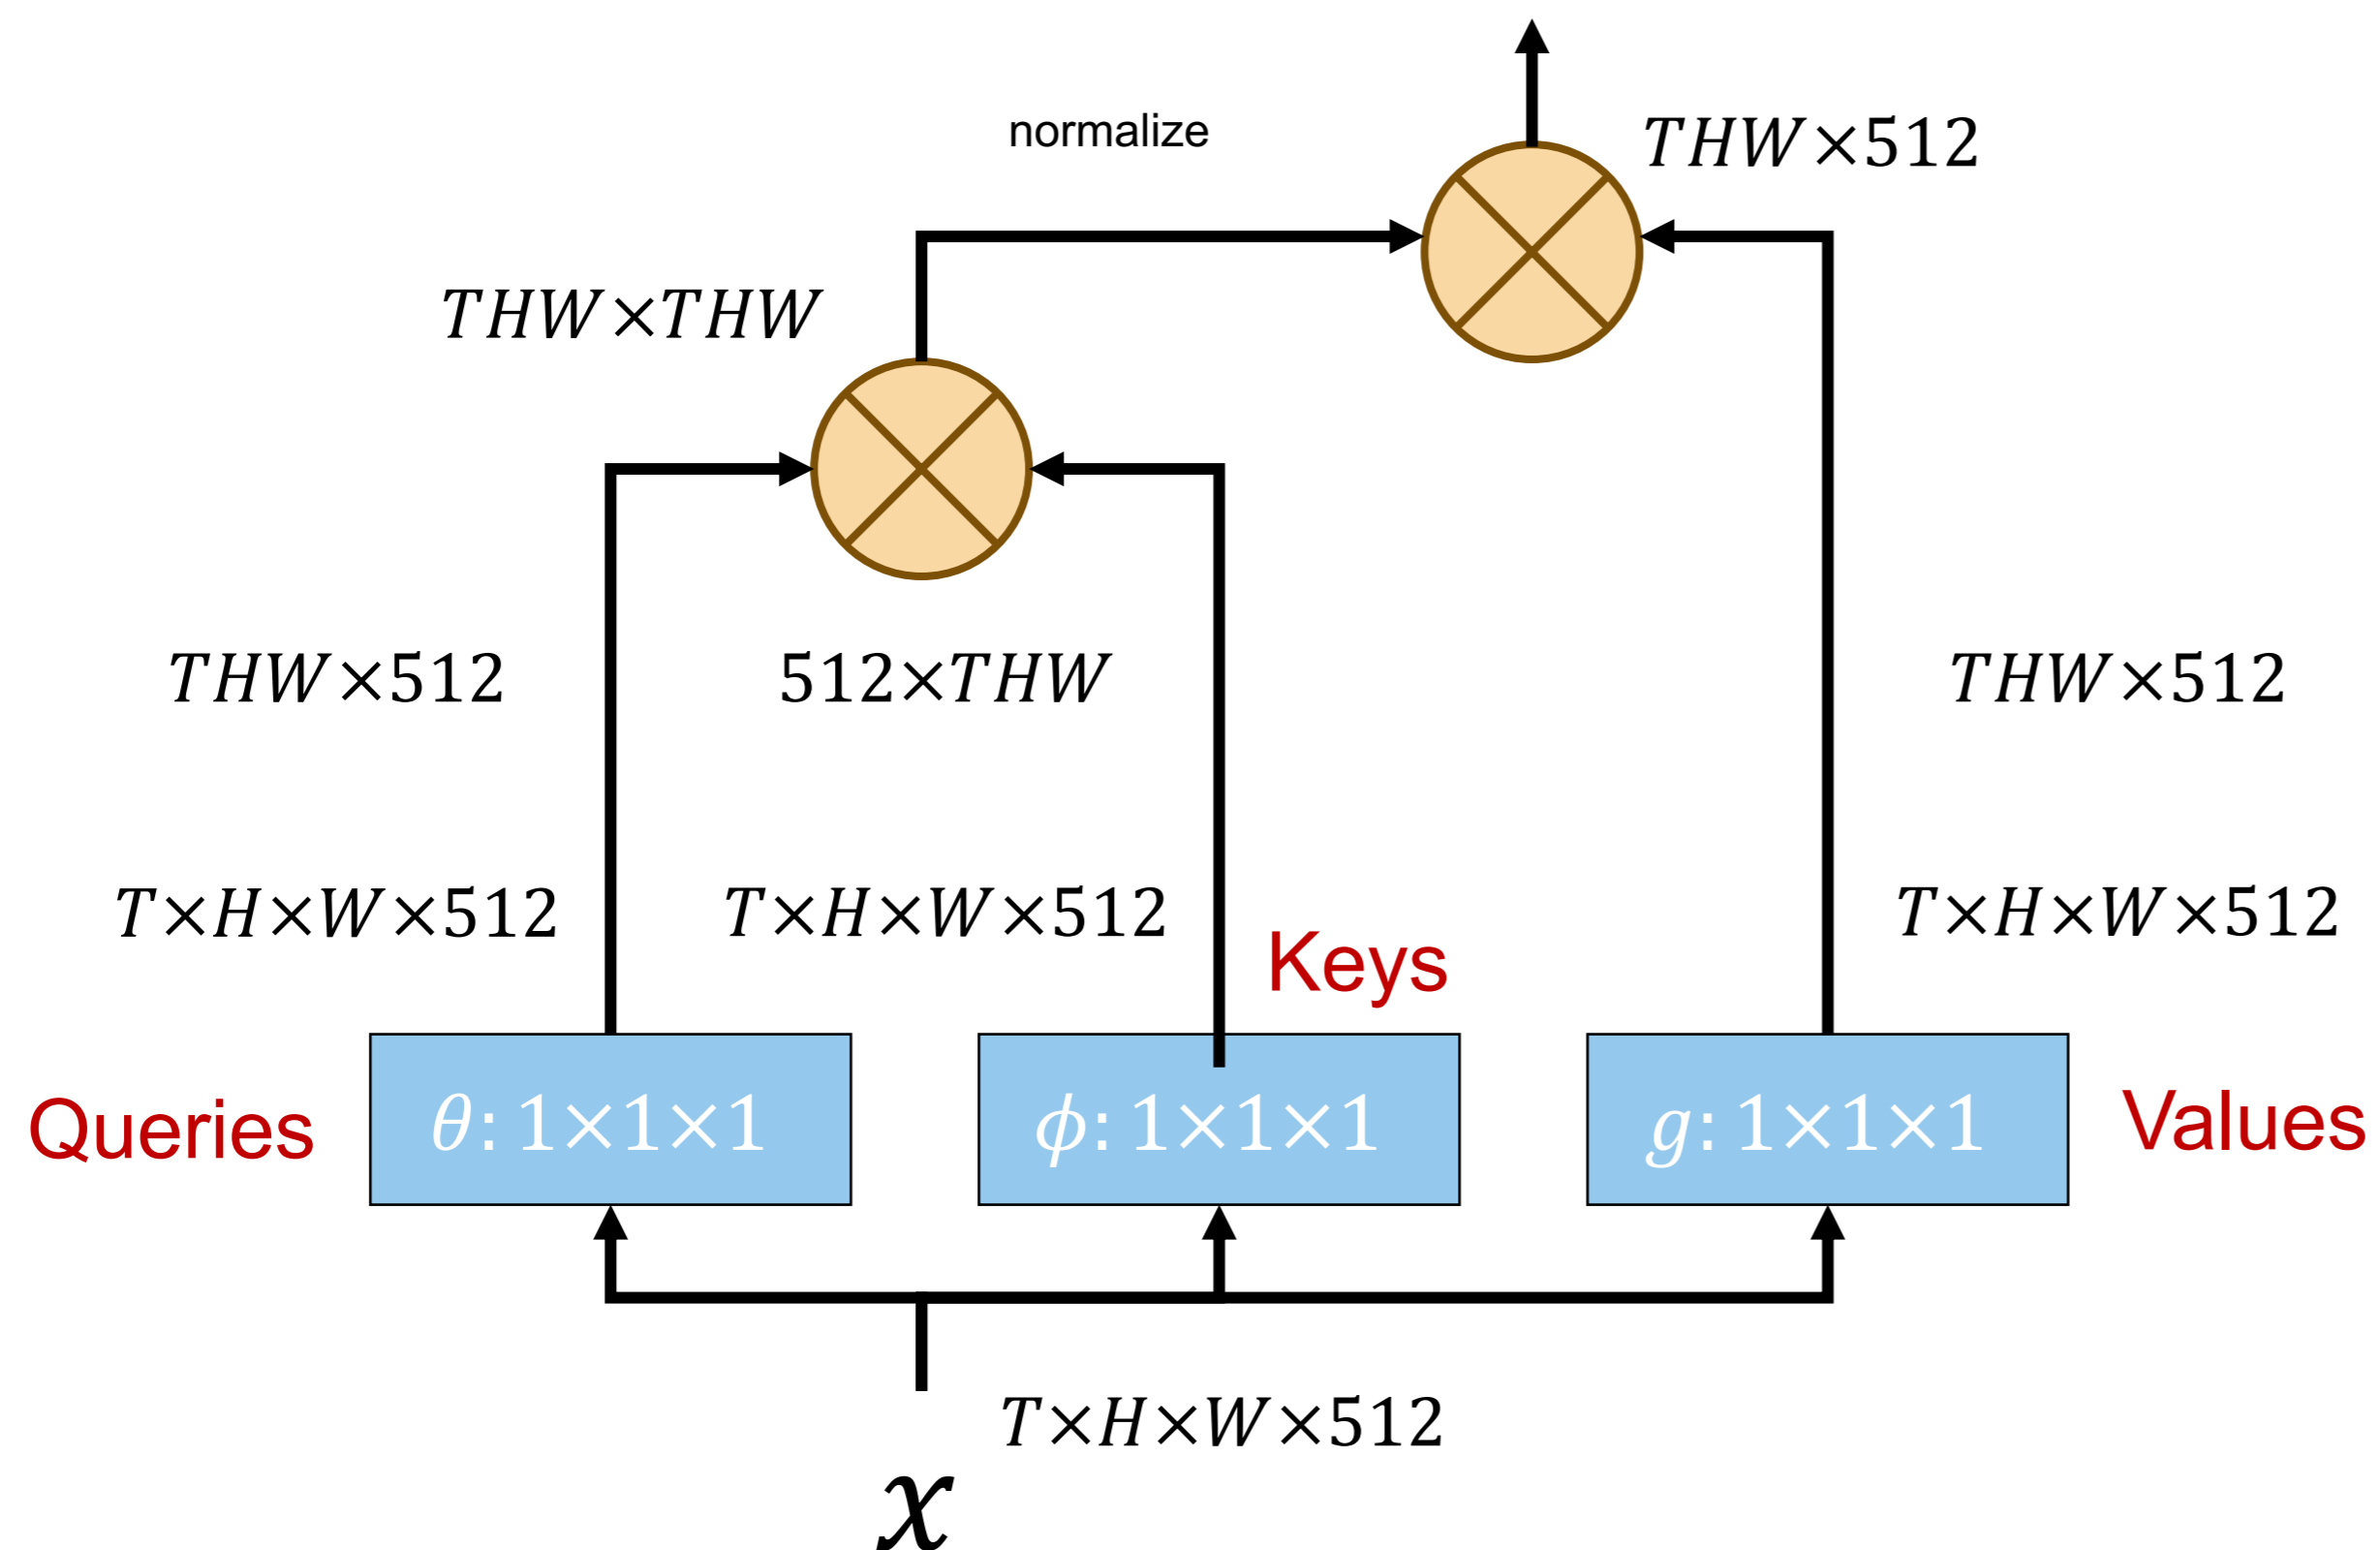 normalize
THW×512
THW×THW
THW×512
512×THW
THW×512
T×H×W×512
T×H×W×512
T×H×W×512
Keys
Queries
θ: 1×1×1
ϕ: 1×1×1
g: 1×1×1
Values
T×H×W×512
x